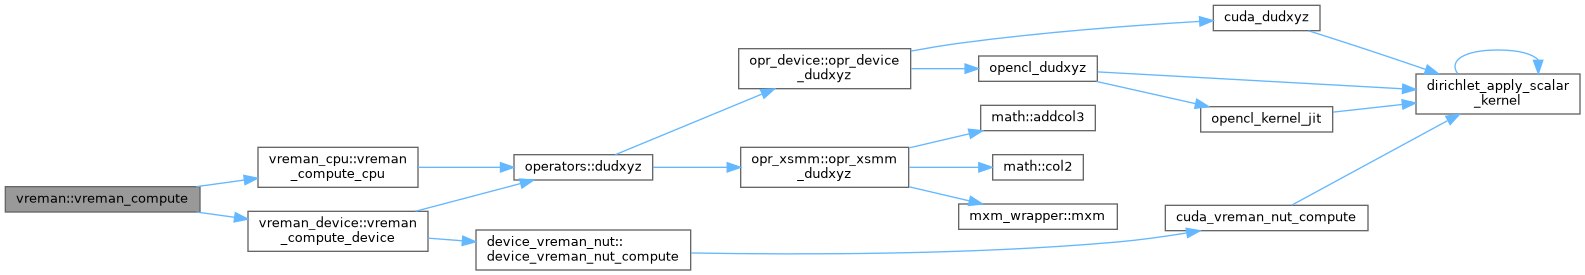 vreman::vreman_compute
vreman_cpu::vreman
_compute_cpu
vreman_device::vreman
_compute_device
operators::dudxyz
device_vreman_nut::
device_vreman_nut_compute
opr_device::opr_device
_dudxyz
opr_xsmm::opr_xsmm
_dudxyz
cuda_dudxyz
opencl_dudxyz
math::addcol3
math::col2
mxm_wrapper::mxm
opencl_kernel_jit
cuda_vreman_nut_compute
dirichlet_apply_scalar
_kernel